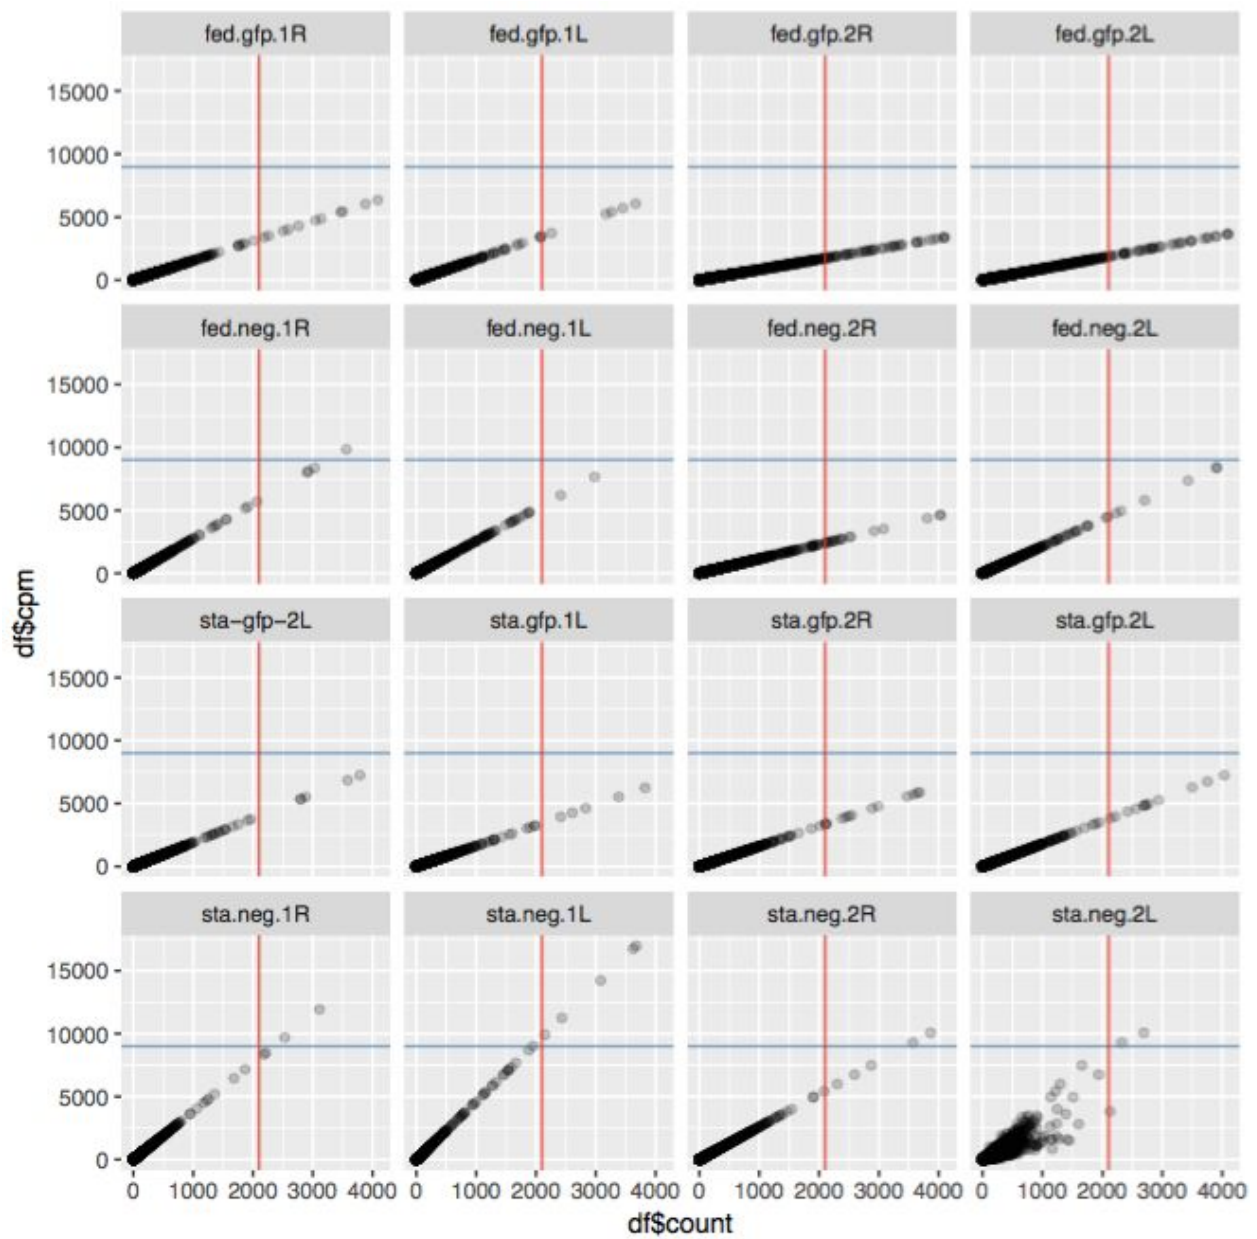 fed.gfp.1R fed.gfp.1L fed.gfp.2R fed.gfp.2L
15000
10000
5000
0
fed.neg.1R fed.neg.1L fed.neg.2R fed.neg.2L
15000
10000
5000
0
df$cpm
sta-gfp-2L sta.gfp.1L sta.gfp.2R sta.gfp.2L
15000
10000
5000
0
sta.neg.1R sta.neg.1L sta.neg.2R sta.neg.2L
15000
10000
5000
0
0 1000 2000 3000 4000 0 1000 2000 3000 4000 0 1000 2000 3000 4000 0 1000 2000 3000 4000
df$count